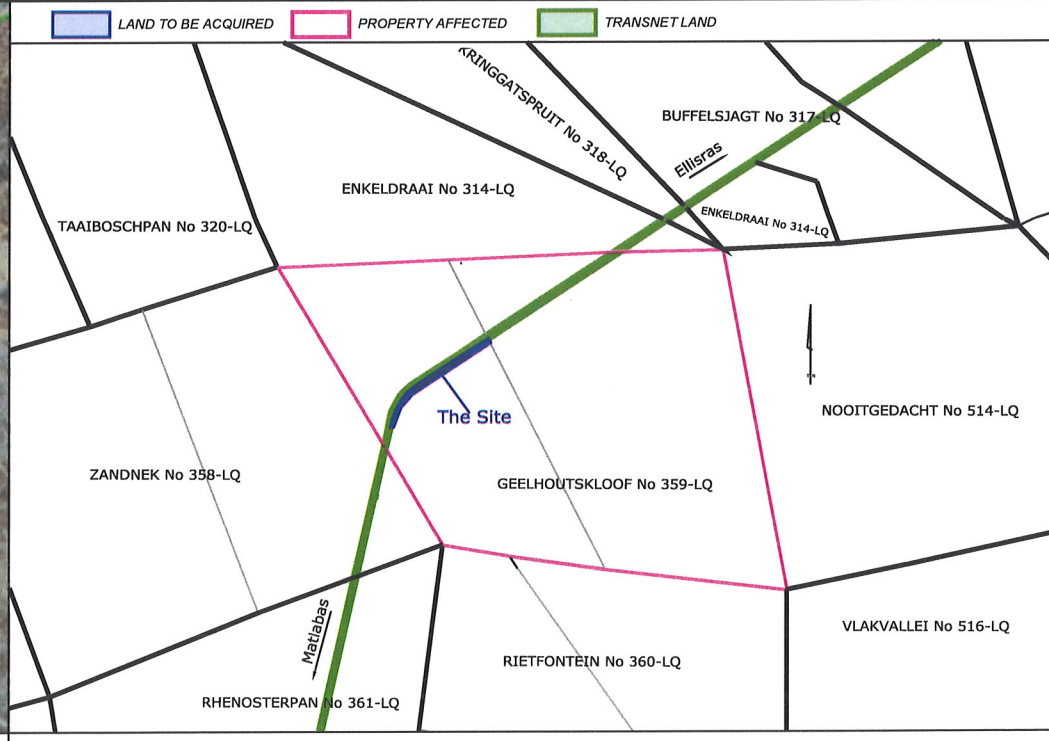 LAND TO BE ACQUIRED
PROPERTY AFFECTED
TRANSNET LAND
KRINGGATSPRUIT No 318-LQ
BUFFELSJAGT No 317-LQ
Ellisras
ENKELDRAAI No 314-LQ
ENKELDRAAI No 314-LQ
TAAIBOSCHPAN No 320-LQ
The Site
NOOITGEDACHT No 514-LQ
ZANDNEK No 358-LQ
GEELHOUTSKLOOF No 359-LQ
Matlabas
VLAKVALLEI No 516-LQ
RIETFONTEIN No 360-LQ
RHENOSTERPAN No 361-LQ